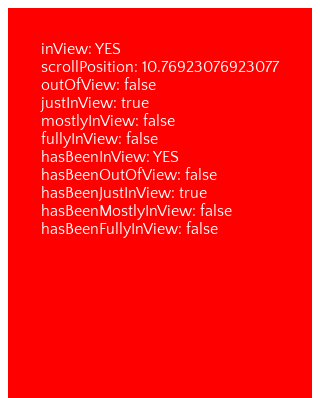 inView: YES
scrollPosition: 10.76923076923077
outOfView: false
justInView: true
mostlyInView: false
fullyInView: false
hasBeenInView: YES
hasBeenOutOfView: false
hasBeenJustInView: true
hasBeenMostlyInView: false
hasBeenFullyInView: false